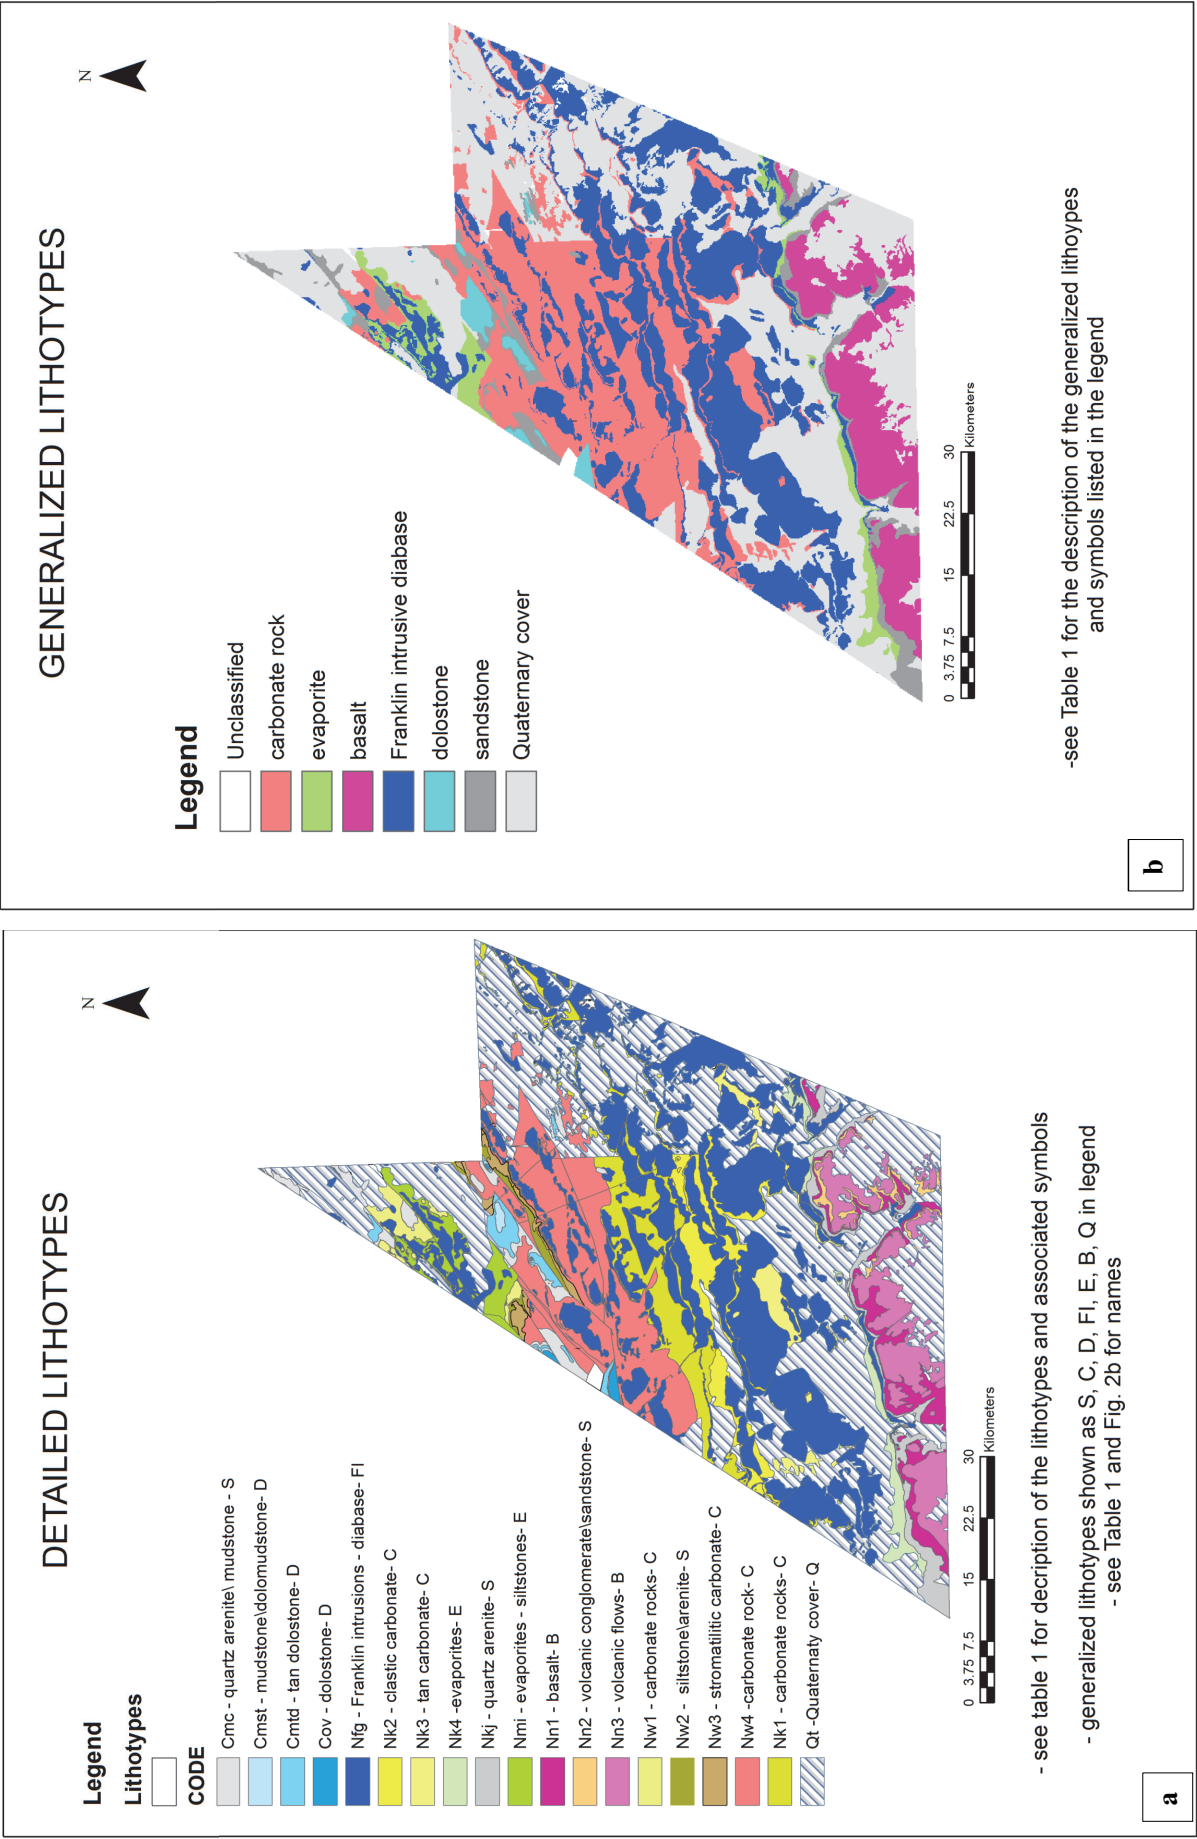 DETAILED LITHOTYPES
N
Legend
Lithotypes
CODE
Cmc - quartz arenite\ mudstone - S
Cmst - mudstone\dolomudstone- D
Cmtd - tan dolostone- D
Cov - dolostone- D
Nfg - Franklin intrusions - diabase- FI
Nk2 - clastic carbonate- C
Nk3 - tan carbonate- C
Nk4 -evaporites- E
Nkj - quartz arenite- S
Nmi - evaporites - siltstones- E
Nn1 - basalt- B
Nn2 - volcanic conglomerate\sandstone- S
Nn3 - volcanic flows- B
Nw1 - carbonate rocks- C
Nw2 - siltstone\arenite- S
Nw3 - stromatilitic carbonate- C
Nw4 -carbonate rock- C
Nk1 - carbonate rocks- C
Qt -Quaternaty cover- Q
0 3.75 7.5 15 22.5 30
Kilometers
- see table 1 for decription of the lithotypes and associated symbols
- generalized lithotypes shown as S, C, D, FI, E, B, Q in legend
- see Table 1 and Fig. 2b for names
a
GENERALIZED LITHOTYPES
N
Legend
Unclassified
carbonate rock
evaporite
basalt
Franklin intrusive diabase
dolostone
sandstone
Quaternary cover
0 3.75 7.5 15 22.5 30
Kilometers
-see Table 1 for the description of the generalized lithoypes
and symbols listed in the legend
b